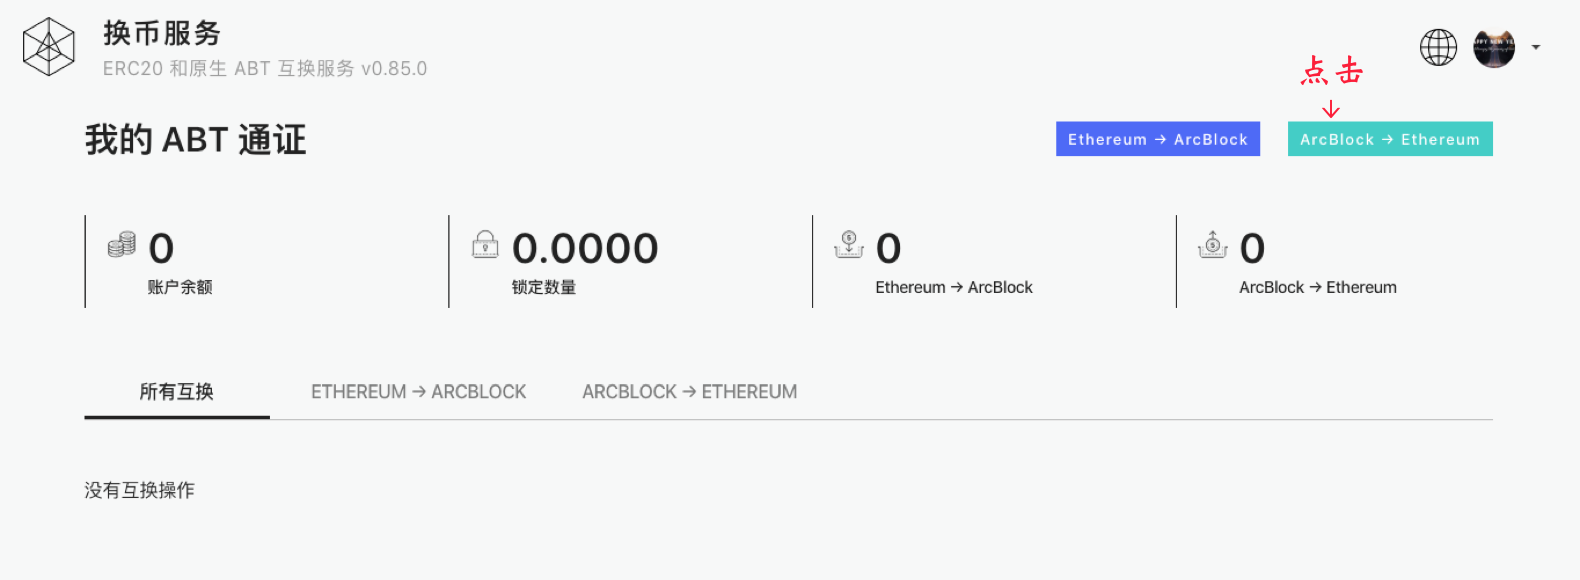 换币服务
ERC20 和原生 ABT 互换服务 v0.85.0
点击
↓
我的 ABT 通证
Ethereum → ArcBlock
ArcBlock → Ethereum
0
账户余额
0.0000
锁定数量
0
Ethereum → ArcBlock
0
ArcBlock → Ethereum
所有互换
ETHEREUM → ARCBLOCK
ARCBLOCK → ETHEREUM
没有互换操作